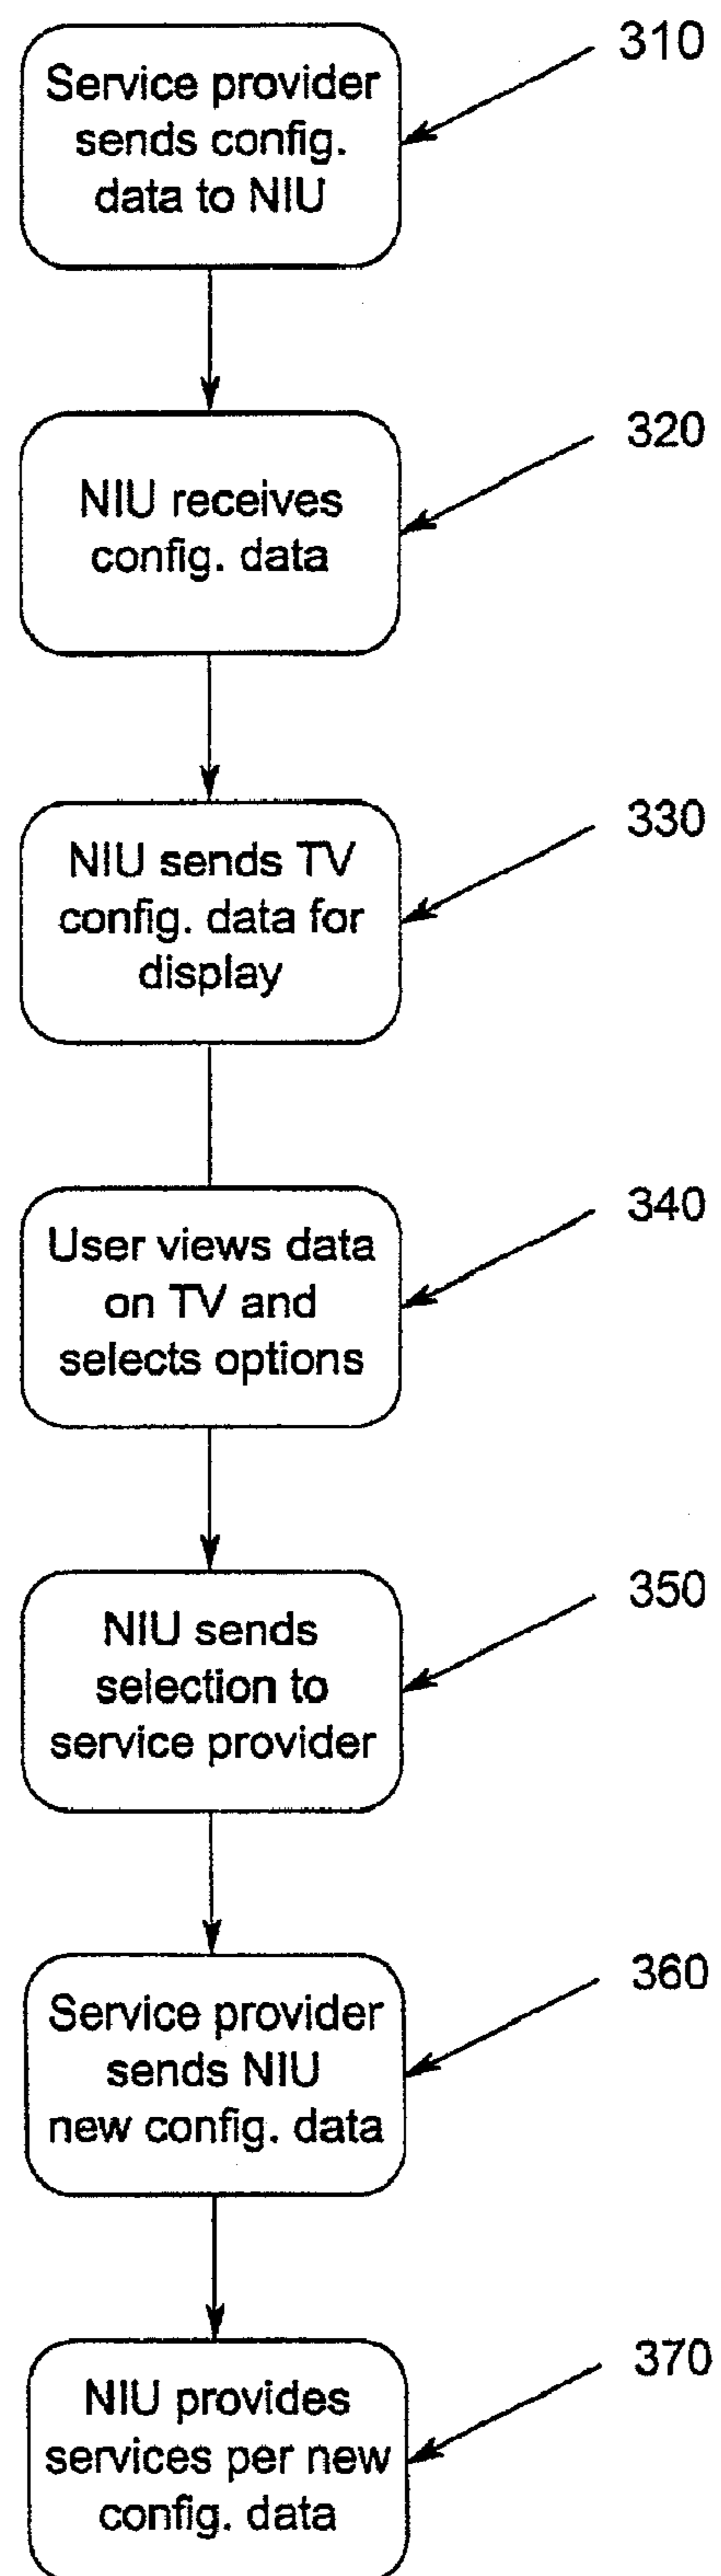 310
Service provider
sends config.
data to NIU
320
NIU receives
config. data
330
NIU sends TV
config. data for
display
340
User views data
on TV and
selects options
350
NIU sends
selection to
service provider
360
Service provider
sends NIU
new config. data
370
NIU provides
services per new
config. data